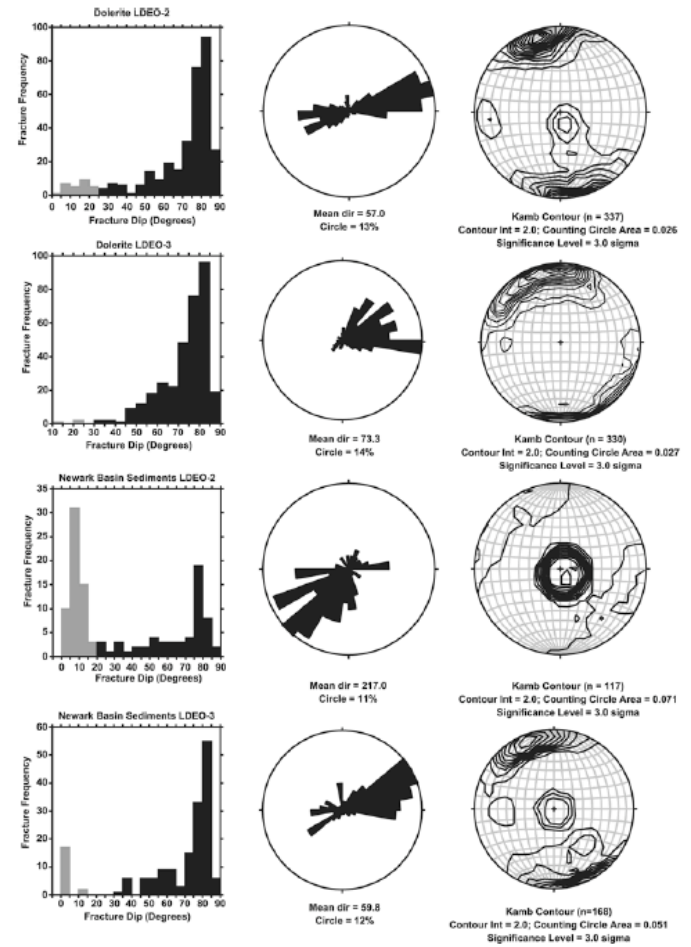 Dolerite LDEO-2
Fracture Frequency
100
80
60
40
20
0
0 10 20 30 40 50 60 70 80 90
Fracture Dip (Degrees)
Mean dir = 57.0
Circle = 13%
Kamb Contour (n = 337)
Contour Int = 2.0; Counting Circle Area = 0.026
Significance Level = 3.0 sigma
Dolerite LDEO-3
Fracture Frequency
100
80
60
40
20
0
10 20 30 40 50 60 70 80 90
Fracture Dip (Degrees)
Mean dir = 73.3
Circle = 14%
Kamb Contour (n = 330)
Contour Int = 2.0; Counting Circle Area = 0.027
Significance Level = 3.0 sigma
Newark Basin Sediments LDEO-2
Fracture Frequency
35
30
25
20
15
10
5
0
0 10 20 30 40 50 60 70 80 90
Fracture Dip (Degrees)
Mean dir = 217.0
Circle = 11%
Kamb Contour (n = 117)
Contour Int = 2.0; Counting Circle Area = 0.071
Significance Level = 3.0 sigma
Newark Basin Sediments LDEO-3
Fracture Frequency
60
50
40
30
20
10
0
0 10 20 30 40 50 60 70 80 90
Fracture Dip (Degrees)
Mean dir = 59.8
Circle = 12%
Kamb Contour (n=168)
Contour Int = 2.0; Counting Circle Area = 0.051
Significance Level = 3.0 sigma